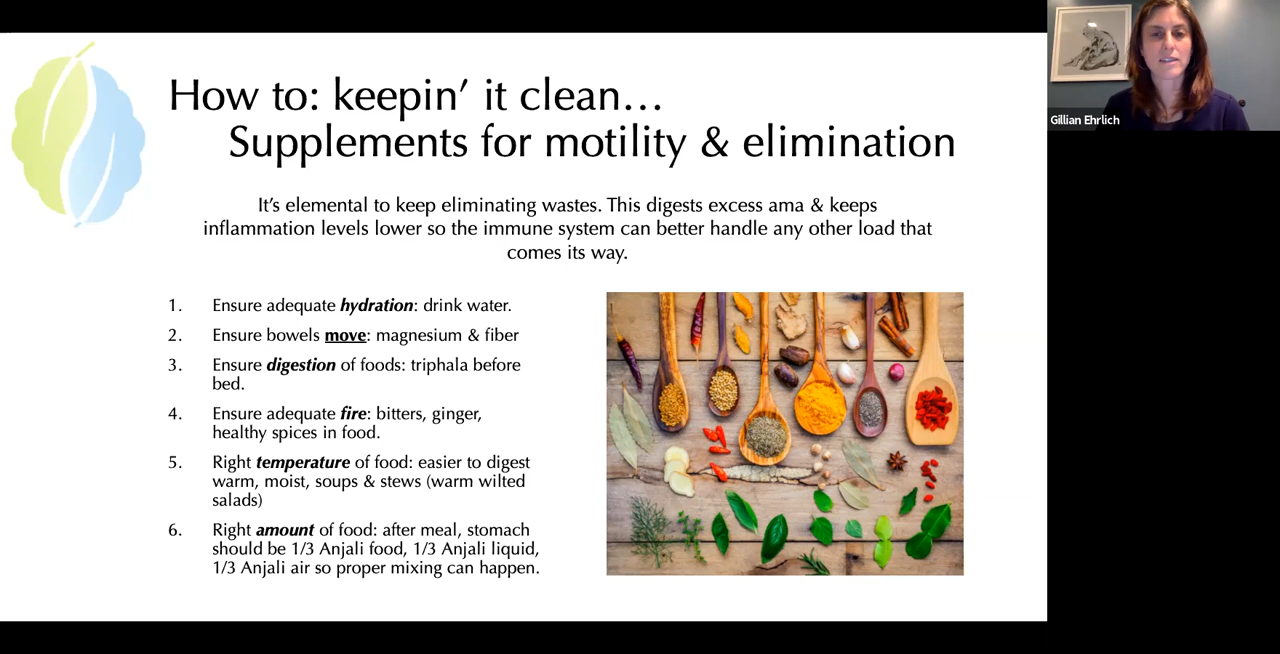 How to: keepin’ it clean…
Supplements for motility & elimination
It’s elemental to keep eliminating wastes. This digests excess ama & keeps
inflammation levels lower so the immune system can better handle any other load that
comes its way.
1. Ensure adequate hydration: drink water.
2. Ensure bowels move: magnesium & fiber
3. Ensure digestion of foods: triphala before
bed.
4. Ensure adequate fire: bitters, ginger,
healthy spices in food.
5. Right temperature of food: easier to digest
warm, moist, soups & stews (warm wilted
salads)
6. Right amount of food: after meal, stomach
should be 1/3 Anjali food, 1/3 Anjali liquid,
1/3 Anjali air so proper mixing can happen.
Gillian Ehrlich